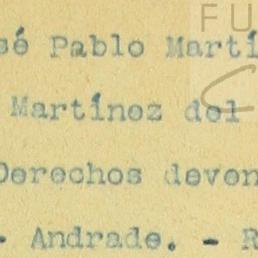 FU
sé Pablo Martí
Martínez del
Derechos deven
- Andrade. - R